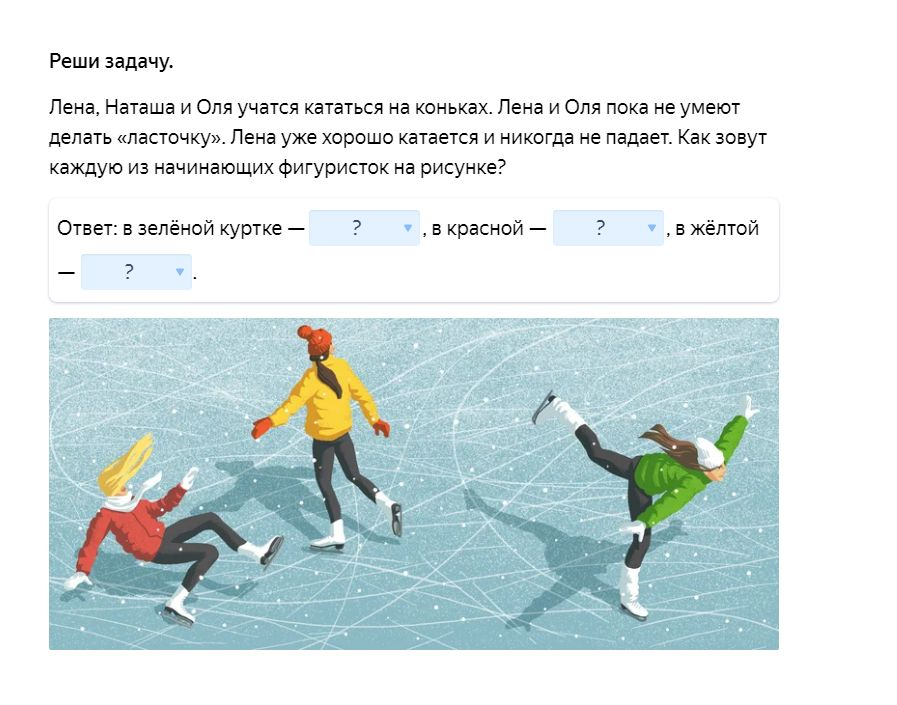 Реши задачу.
Лена, Наташа и Оля учатся кататься на коньках. Лена и Оля пока не умеют
делать «ласточку». Лена уже хорошо катается и никогда не падает. Как зовут
каждую из начинающих фигуристок на рисунке?
Ответ: в зелёной куртке — ? , в красной — ? , в жёлтой
— ? .